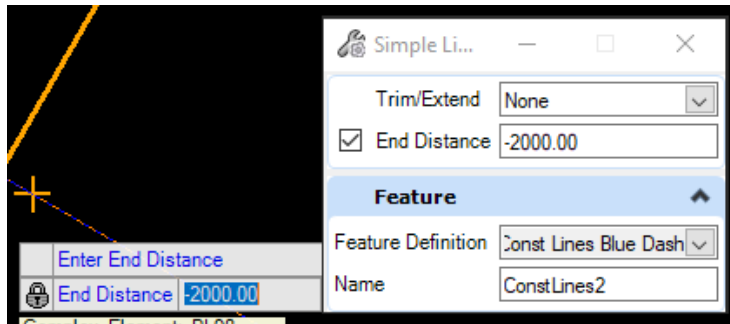 Simple Li...
Trim/Extend None
End Distance -2000.00
Feature
Feature Definition Const Lines Blue Dash
Name ConstLines2
Enter End Distance
End Distance -2000.00